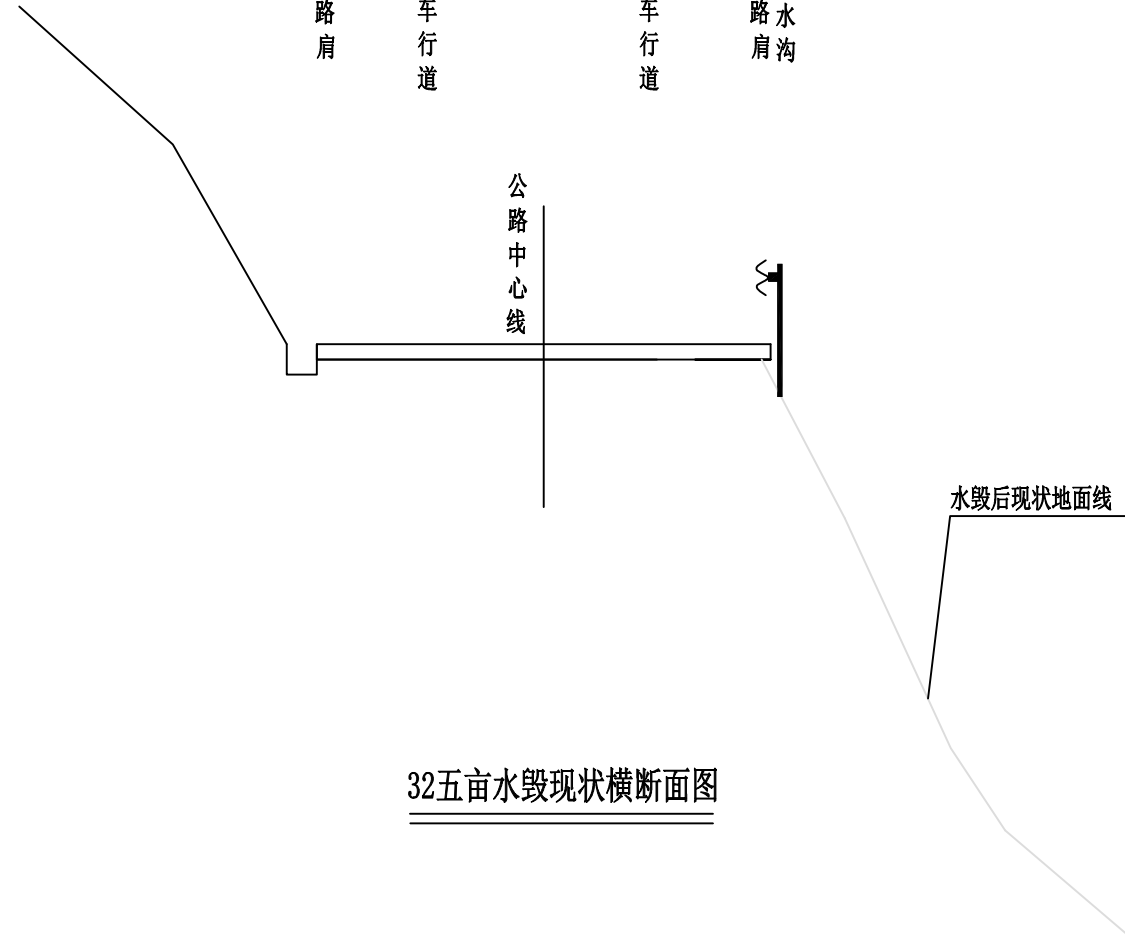 路肩
车行道
车行道
路肩
水沟
公路中心线
水毁后现状地面线
32五亩水毁现状横断面图